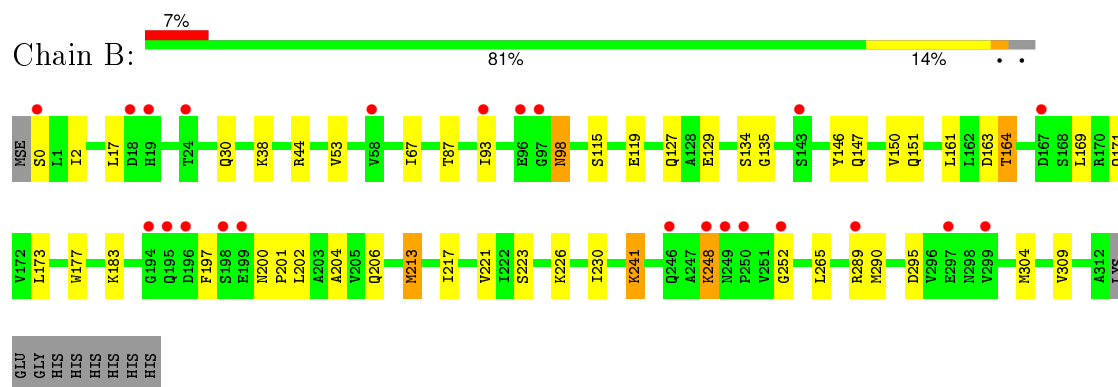 7%
Chain B:
81% 14% • •
MSE S0 L1 I2 L17 D18 H19 T24 Q30 K38 R44 V53 V58 I67 T87 I93 E96 G97 N98 S115 E119 Q127 A128 E129 S134 G135 S143 Y146 Q147 V150 Q151 L161 L162 D163 T164 D167 S168 L169 R170 Q171
V172 L173 W177 K183 G194 Q195 D196 F197 S198 E199 N200 P201 L202 A203 A204 V205 Q206 M213 I217 V221 I222 S223 K226 I230 K241 Q246 A247 K248 N249 P250 V251 G252 L265 R289 M290 D295 V296 E297 N298 V299 M304 V309 A312 LYS
GLU GLY HIS HIS HIS HIS HIS HIS